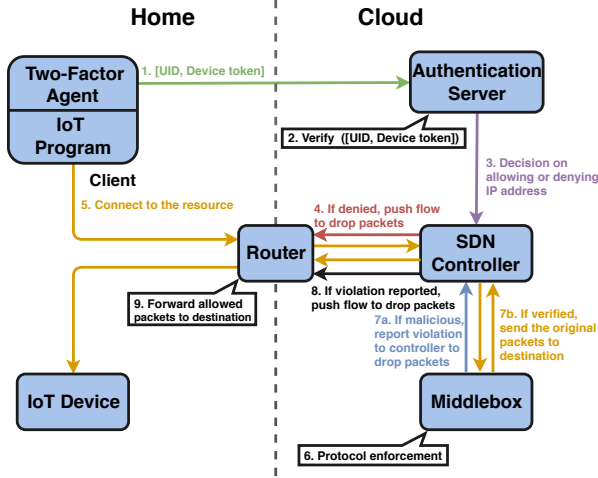 Home
Cloud
Two-Factor
Agent
IoT
Program
Client
1. [UID, Device token]
Authentication
Server
2. Verify ([UID, Device token])
3. Decision on
allowing or denying
IP address
5. Connect to the resource
4. If denied, push flow
to drop packets
Router
SDN
Controller
8. If violation reported,
push flow to drop packets
9. Forward allowed
packets to destination
7a. If malicious,
report violation
to controller to
drop packets
7b. If verified,
send the original
packets to
destination
IoT Device
Middlebox
6. Protocol enforcement